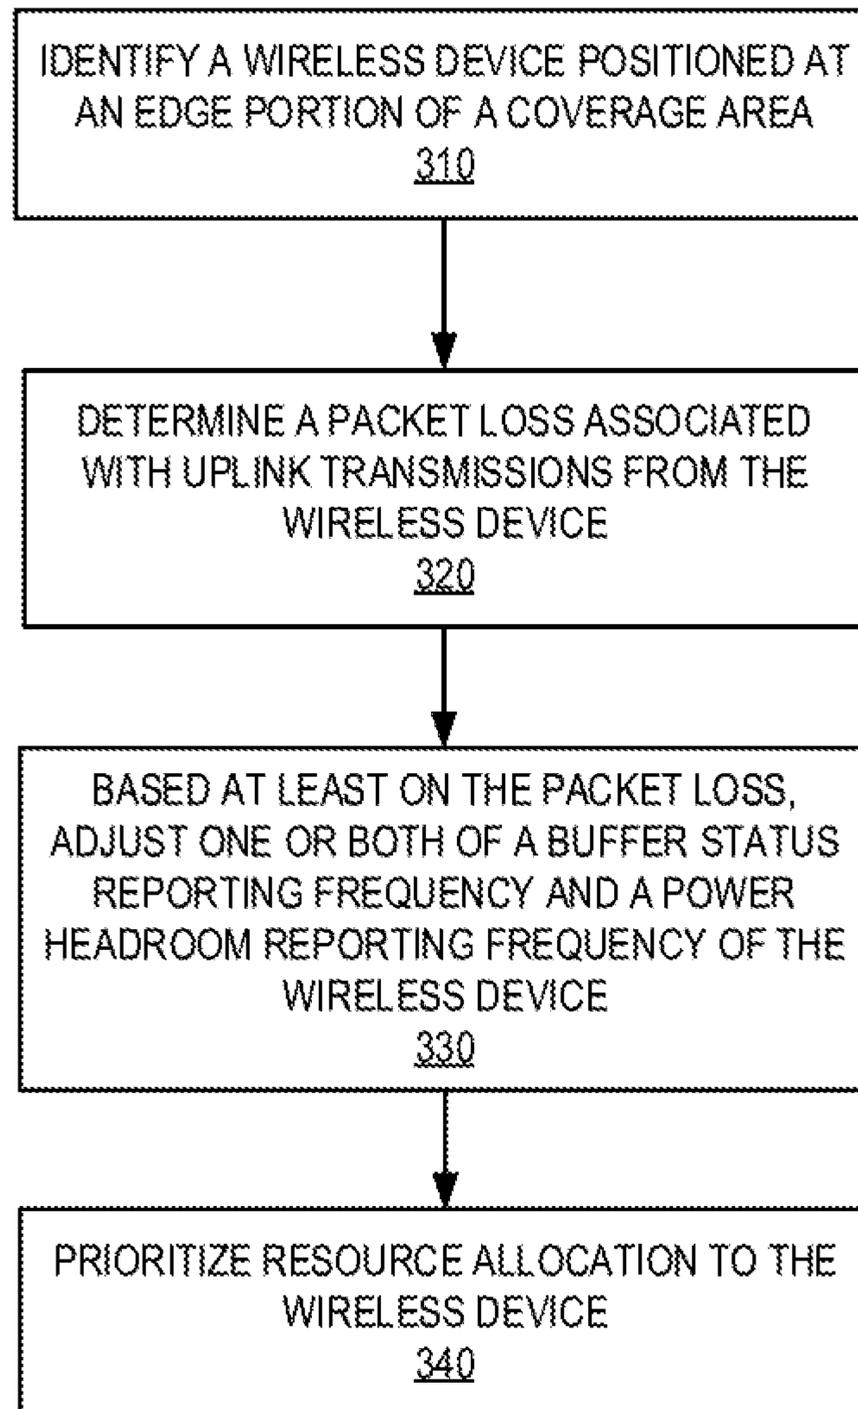 IDENTIFY A WIRELESS DEVICE POSITIONED AT
AN EDGE PORTION OF A COVERAGE AREA
310
DETERMINE A PACKET LOSS ASSOCIATED
WITH UPLINK TRANSMISSIONS FROM THE
WIRELESS DEVICE
320
BASED AT LEAST ON THE PACKET LOSS,
ADJUST ONE OR BOTH OF A BUFFER STATUS
REPORTING FREQUENCY AND A POWER
HEADROOM REPORTING FREQUENCY OF THE
WIRELESS DEVICE
330
PRIORITIZE RESOURCE ALLOCATION TO THE
WIRELESS DEVICE
340